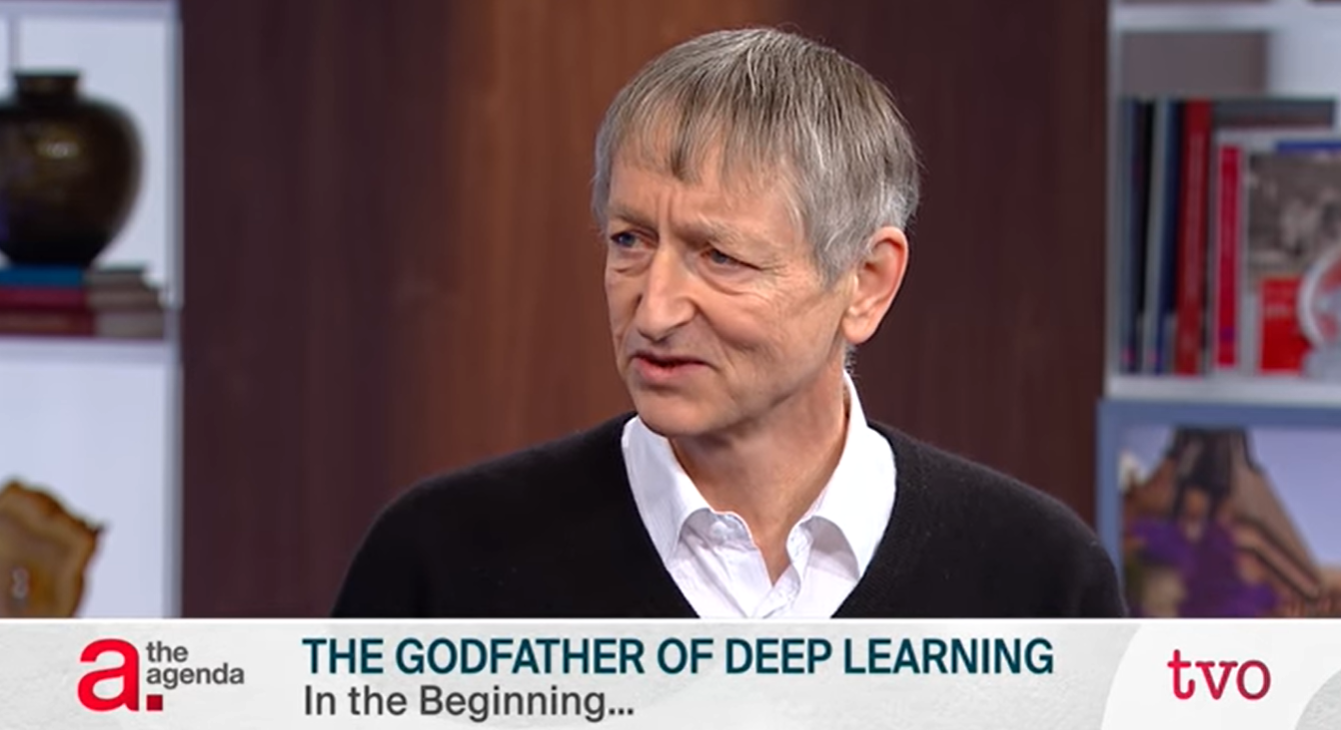 a. the
agenda
THE GODFATHER OF DEEP LEARNING
In the Beginning...
tvo